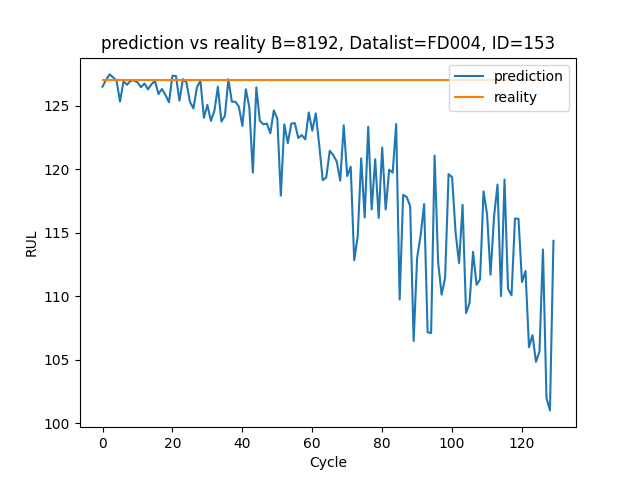 prediction vs reality B=8192, Datalist=FD004, ID=153
prediction
reality
RUL
125
120
115
110
105
100
0 20 40 60 80 100 120
Cycle